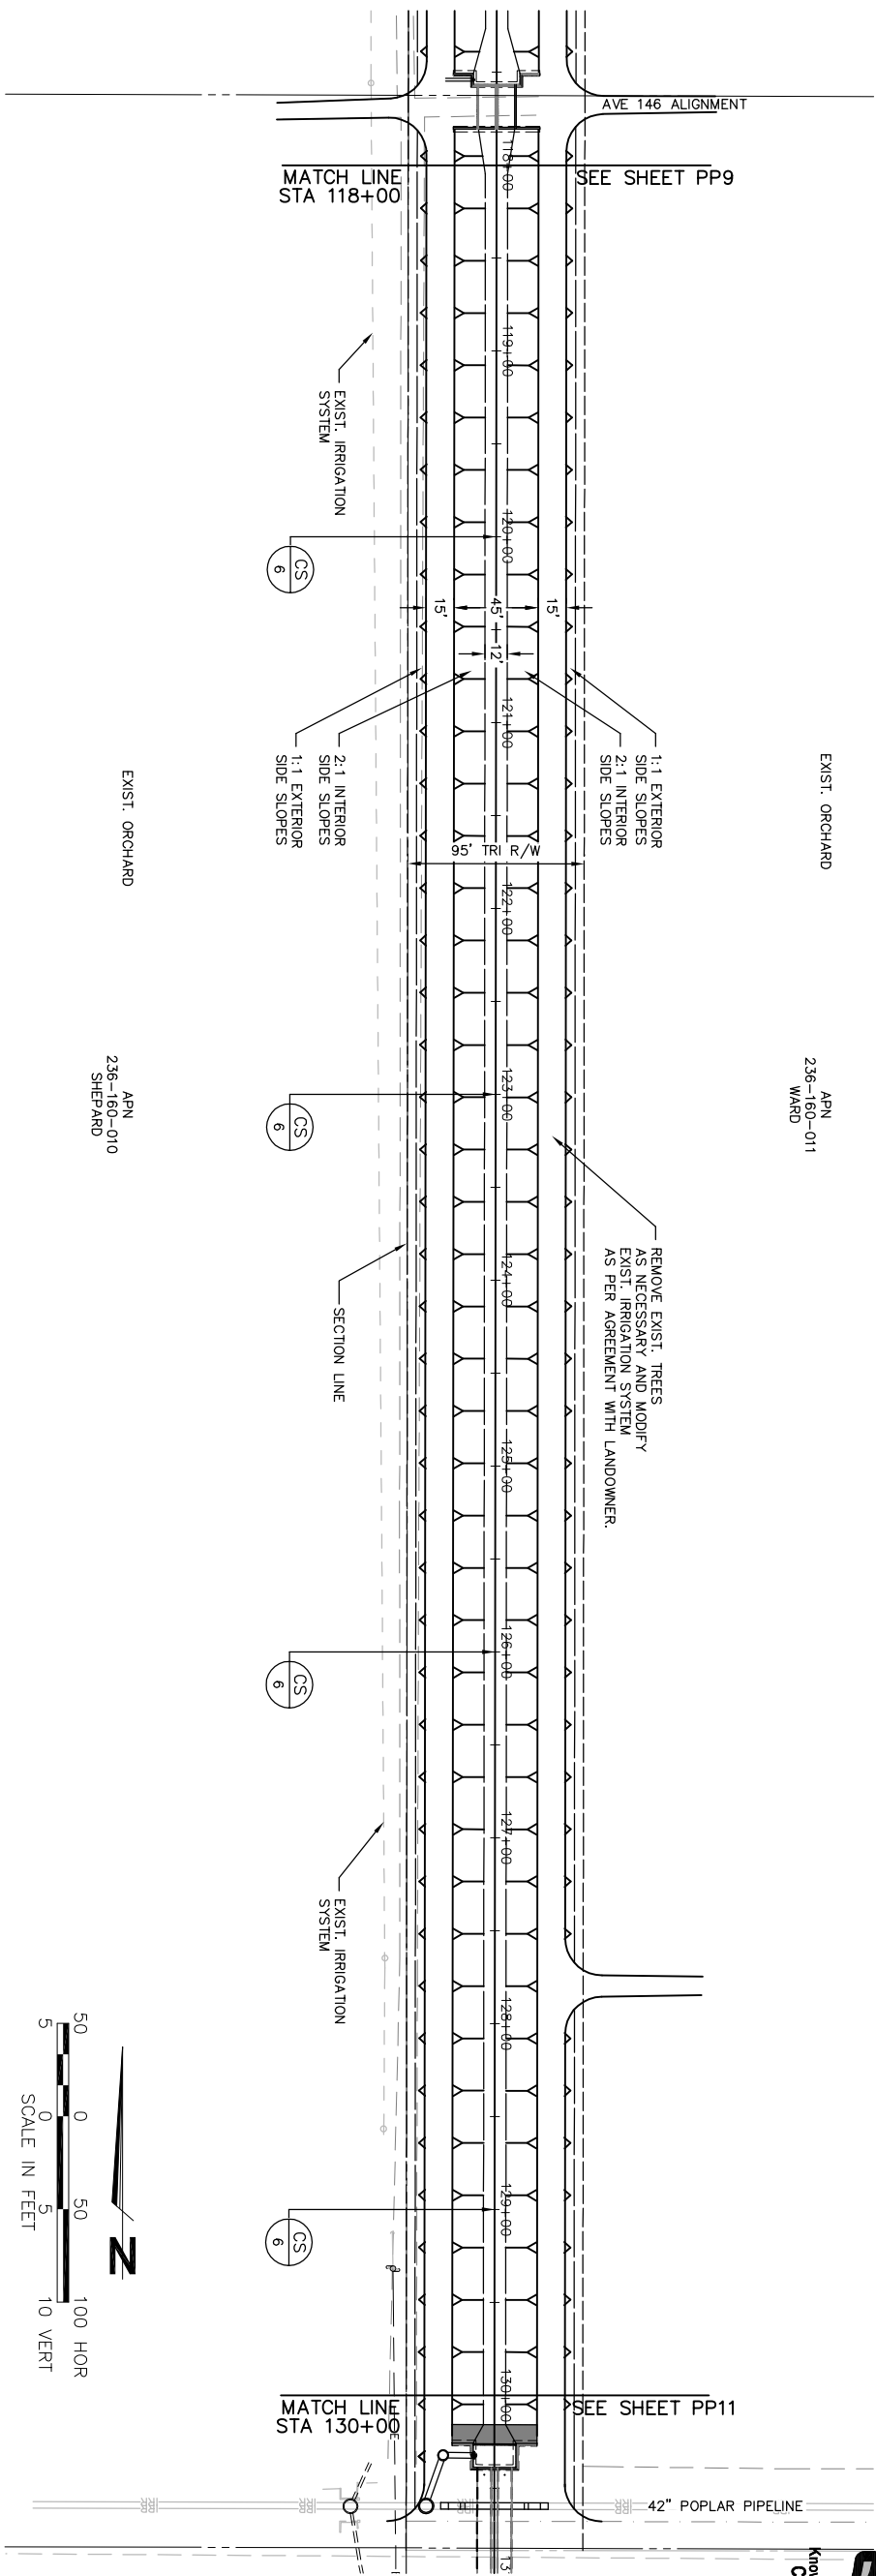 AVE 146 ALIGNMENT
MATCH LINE
STA 118+00
SEE SHEET PP9
118+00
119+00
EXIST. IRRIGATION
SYSTEM
120+00
CS
6
15'
45'
15'
12'
121+00
1:1 EXTERIOR
SIDE SLOPES
2:1 INTERIOR
SIDE SLOPES
2:1 INTERIOR
SIDE SLOPES
1:1 EXTERIOR
SIDE SLOPES
EXIST. ORCHARD
EXIST. ORCHARD
95' TRI R/W
122+00
123+00
CS
6
APN
236-160-011
WARD
APN
236-160-010
SHEPARD
REMOVE EXIST. TREES
AS NECESSARY AND MODIFY
EXIST. IRRIGATION SYSTEM
AS PER AGREEMENT WITH LANDOWNER.
124+00
SECTION LINE
125+00
126+00
CS
6
127+00
EXIST. IRRIGATION
SYSTEM
128+00
129+00
CS
6
50 0 50 100 HOR
5 0 5 10 VERT
SCALE IN FEET
N
130+00
MATCH LINE
STA 130+00
SEE SHEET PP11
42" POPLAR PIPELINE